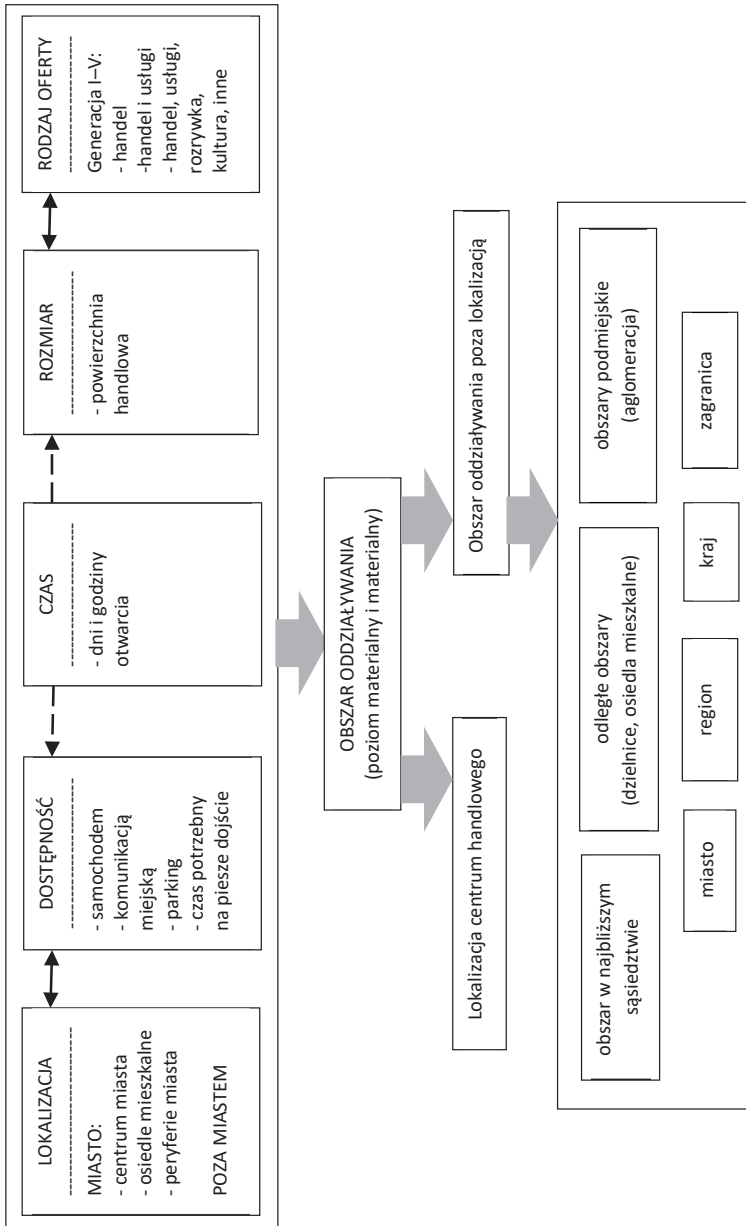 LOKALIZACJA
MIASTO:
- centrum miasta
- osiedle mieszkalne
- peryferie miasta
POZA MIASTEM
DOSTĘPNOŚĆ
- samochodem
- komunikacją
miejską
- parking
- czas potrzebny
na piesze dojście
CZAS
- dni i godziny
otwarcia
ROZMIAR
- powierzchnia
handlowa
RODZAJ OFERTY
Generacja I–V:
- handel
-handel i usługi
- handel, usługi,
rozrywka,
kultura, inne
OBSZAR ODDZIAŁYWANIA
(poziom materialny i materialny)
Lokalizacja centrum handlowego
Obszar oddziaływania poza lokalizacją
obszar w najbliższym
sąsiedztwie
odległe obszary
(dzielnice, osiedla mieszkalne)
obszary podmiejskie
(aglomeracja)
miasto
region
kraj
zagranica